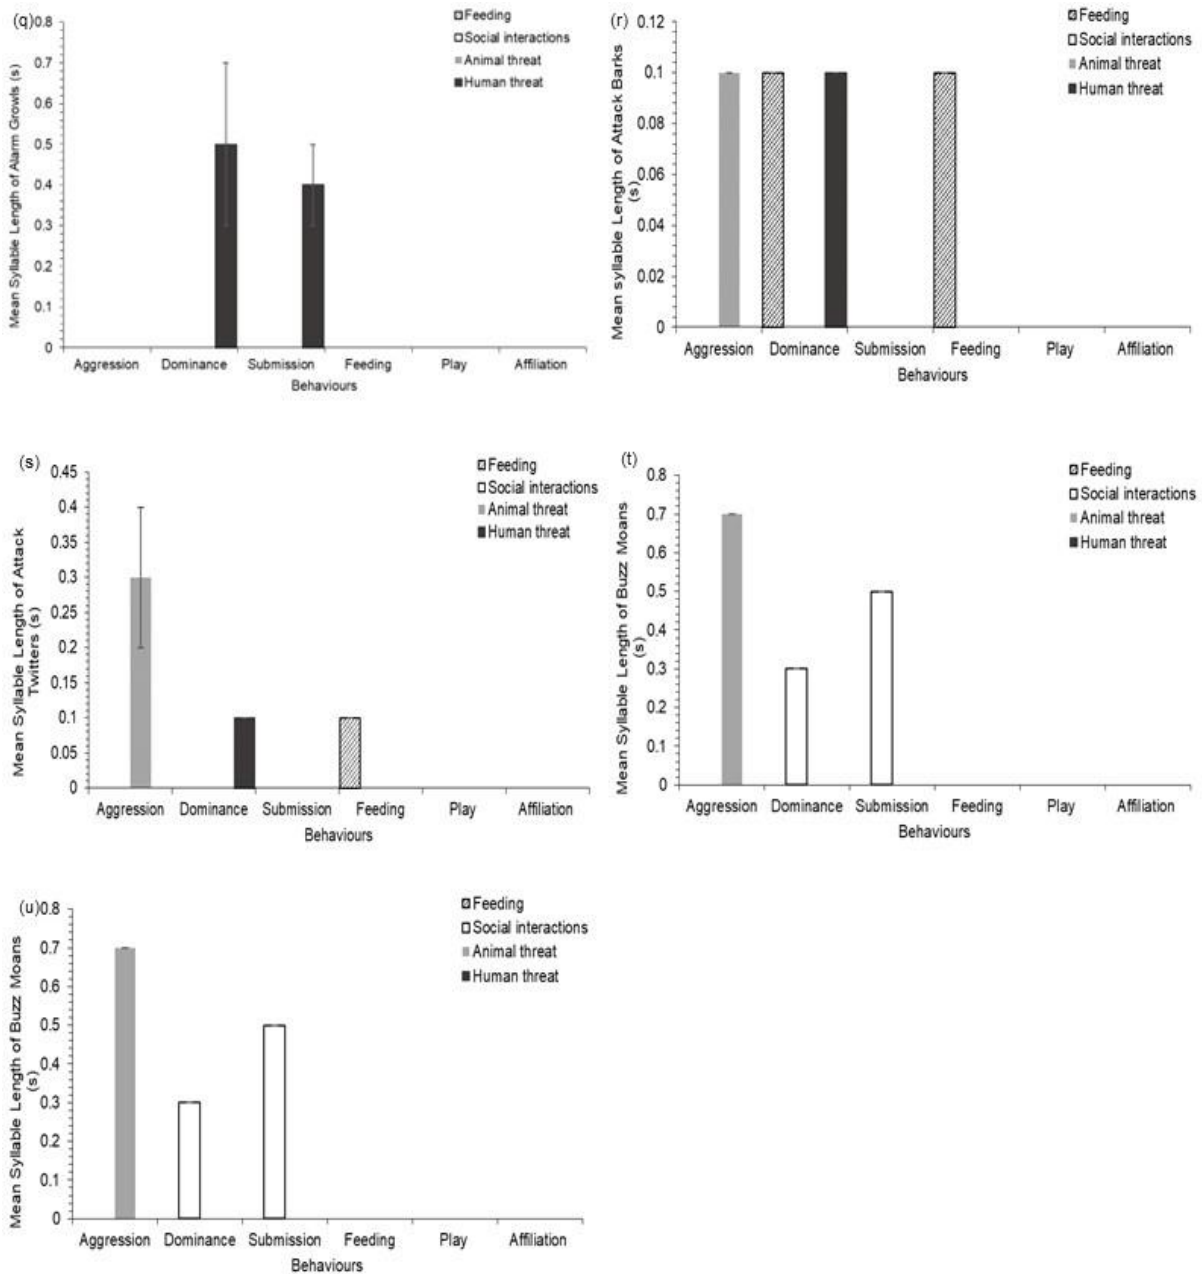 (q)
0.8
0.7
0.6
0.5
0.4
0.3
0.2
0.1
0
Mean Syllable Length of Alarm Growls (s)
Feeding
Social interactions
Animal threat
Human threat
Aggression Dominance Submission Feeding Play Affiliation
Behaviours
(r)
0.12
0.1
0.08
0.06
0.04
0.02
0
Mean syllable Length of Attack Barks
(s)
Feeding
Social interactions
Animal threat
Human threat
Aggression Dominance Submission Feeding Play Affiliation
Behaviours
(s)
0.45
0.4
0.35
0.3
0.25
0.2
0.15
0.1
0.05
0
Mean Syllable Length of Attack
Twitters (s)
Feeding
Social interactions
Animal threat
Human threat
Aggression Dominance Submission Feeding Play Affiliation
Behaviours
(t)
0.8
0.7
0.6
0.5
0.4
0.3
0.2
0.1
0
Mean Syllable Length of Buzz Moans
(s)
Feeding
Social interactions
Animal threat
Human threat
Aggression Dominance Submission Feeding Play Affiliation
Behaviours
(u)
0.8
0.7
0.6
0.5
0.4
0.3
0.2
0.1
0
Mean Syllable Length of Buzz Moans
(s)
Feeding
Social interactions
Animal threat
Human threat
Aggression Dominance Submission Feeding Play Affiliation
Behaviours